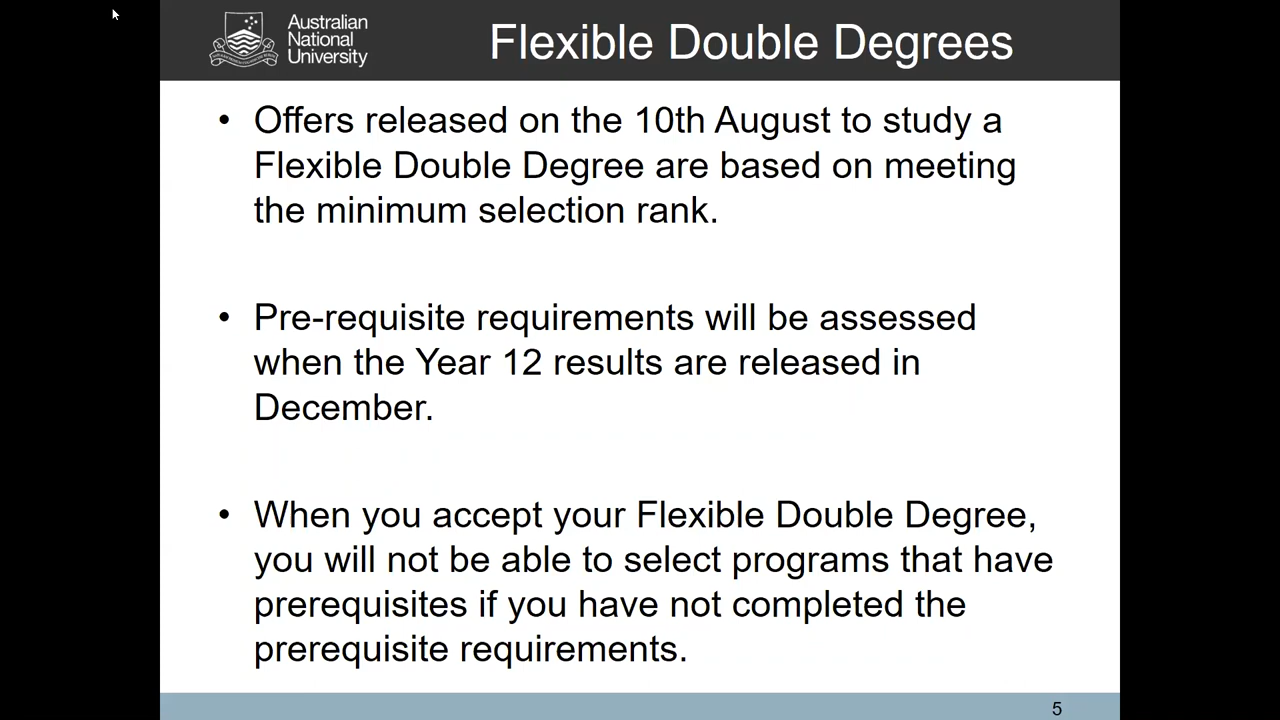 Australian
National
University
Flexible Double Degrees
• Offers released on the 10th August to study a
Flexible Double Degree are based on meeting
the minimum selection rank.
• Pre-requisite requirements will be assessed
when the Year 12 results are released in
December.
• When you accept your Flexible Double Degree,
you will not be able to select programs that have
prerequisites if you have not completed the
prerequisite requirements.
5